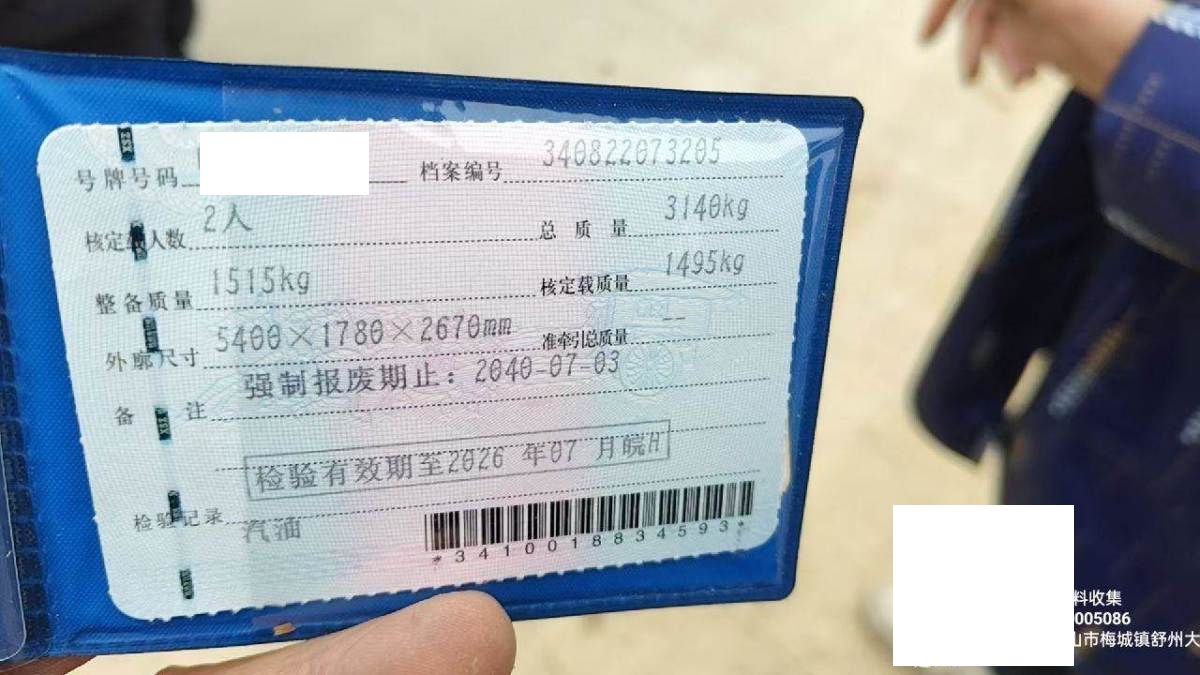 号牌号码
档案编号 340822073205
核定载人数 2人
总质量 3140kg
整备质量 1515kg
核定载质量 1495kg
外廓尺寸 5400×1780×2670mm
准牵引总质量 --
备注 强制报废期止：2040-07-03
检验有效期至2026 年07 月皖H
检验记录 汽油
*3410018834593*
料收集
005086
山市梅城镇舒州大